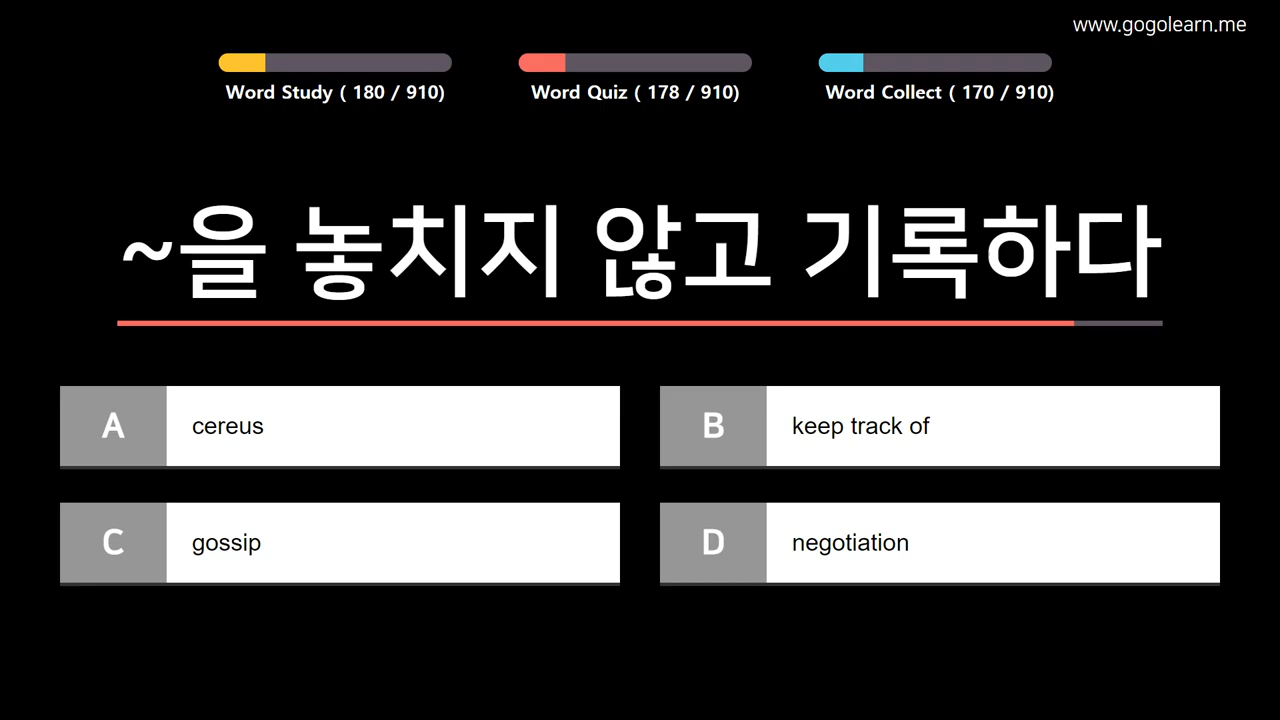 www.gogolearn.me
Word Study ( 180 / 910)
Word Quiz ( 178 / 910)
Word Collect ( 170 / 910)
~을 놓치지 않고 기록하다
A cereus
B keep track of
C gossip
D negotiation